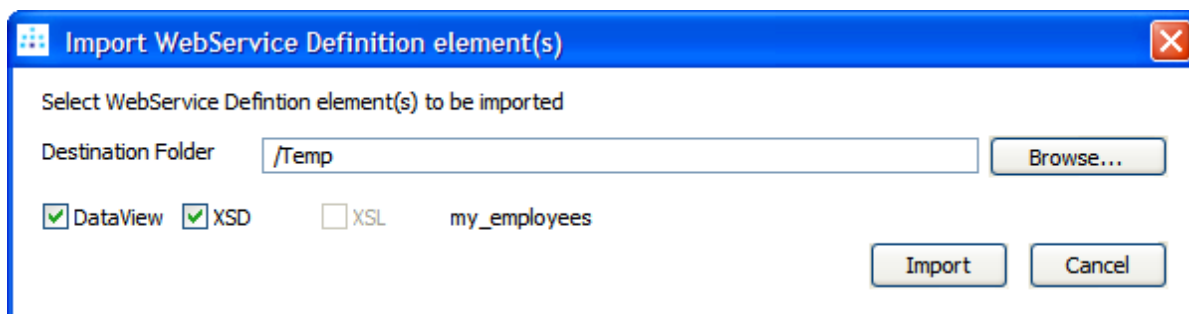 Import WebService Definition element(s)
Select WebService Defintion element(s) to be imported
Destination Folder /Temp Browse...
DataView XSD XSL my_employees
Import Cancel